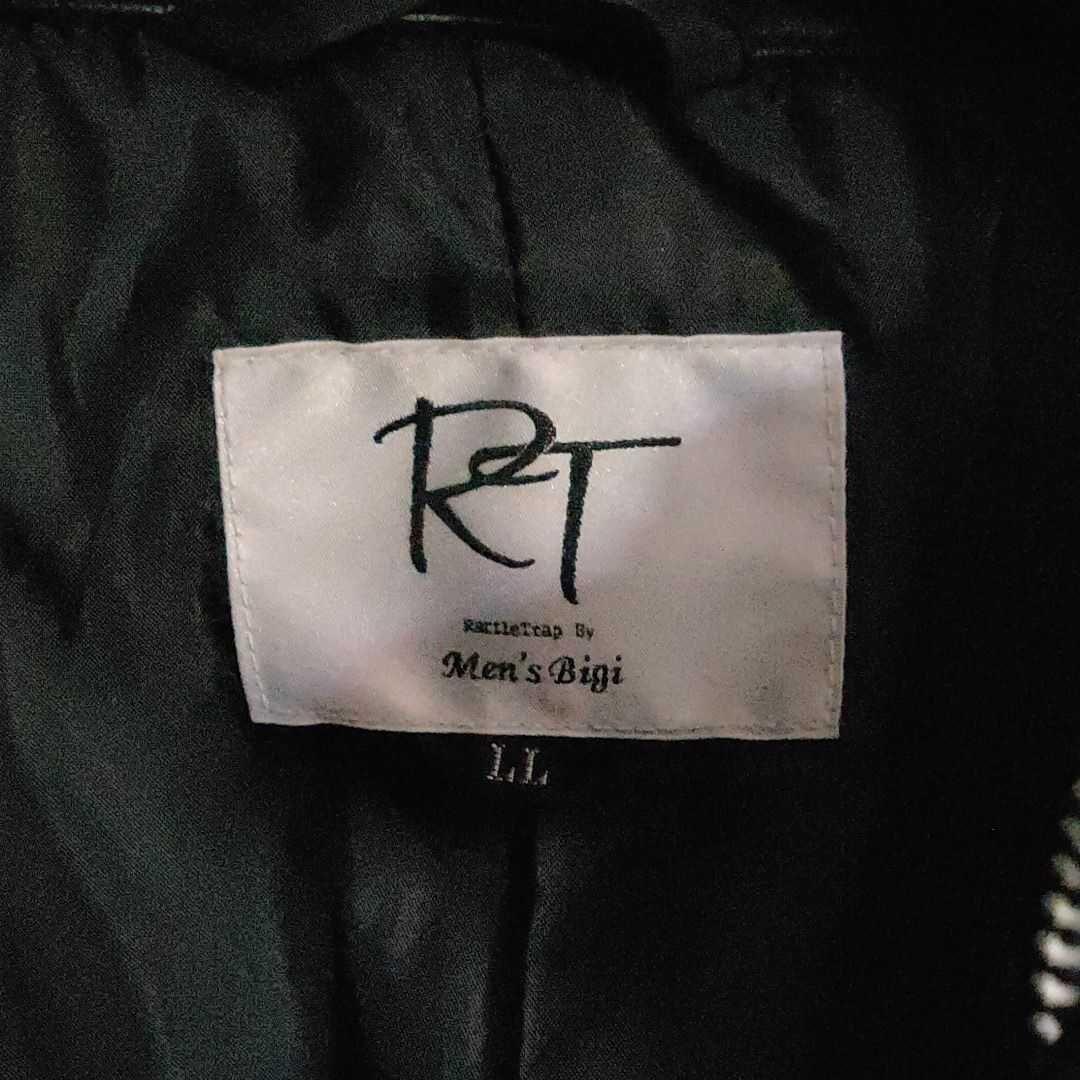 RT
RattleTrap By
Men's Bigi
LL